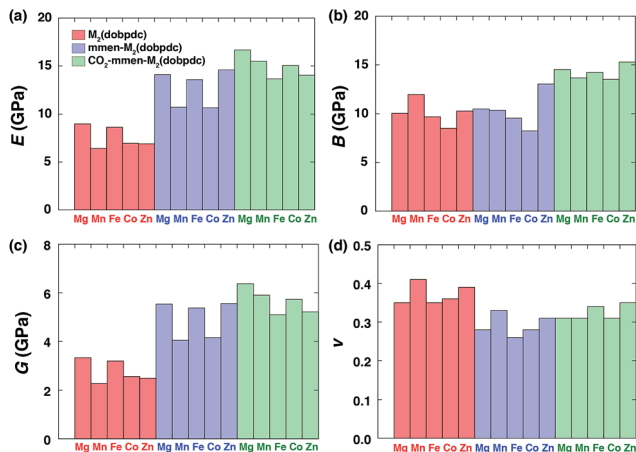 (a)
M₂(dobpdc)
mmen-M₂(dobpdc)
CO₂-mmen-M₂(dobpdc)
E (GPa)
20
15
10
5
0
Mg Mn Fe Co Zn Mg Mn Fe Co Zn Mg Mn Fe Co Zn
(b)
B (GPa)
20
15
10
5
0
Mg Mn Fe Co Zn Mg Mn Fe Co Zn Mg Mn Fe Co Zn
(c)
G (GPa)
8
6
4
2
0
Mg Mn Fe Co Zn Mg Mn Fe Co Zn Mg Mn Fe Co Zn
(d)
v
0.5
0.4
0.3
0.2
0.1
0.0
Mg Mn Fe Co Zn Mg Mn Fe Co Zn Mg Mn Fe Co Zn